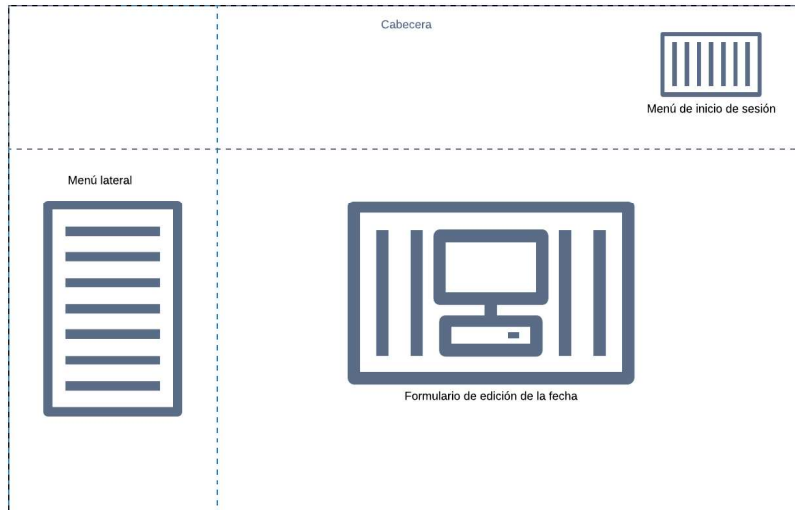 Cabecera
Menú de inicio de sesión
Menú lateral
Formulario de edición de la fecha